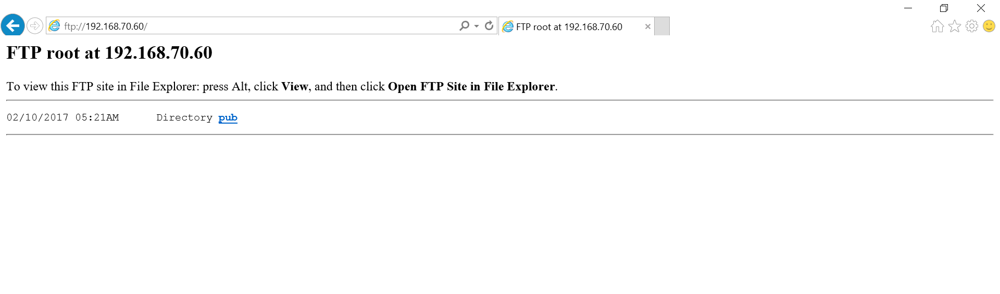 ftp://192.168.70.60/
FTP root at 192.168.70.60
FTP root at 192.168.70.60
To view this FTP site in File Explorer: press Alt, click View, and then click Open FTP Site in File Explorer.
02/10/2017 05:21AM Directory pub